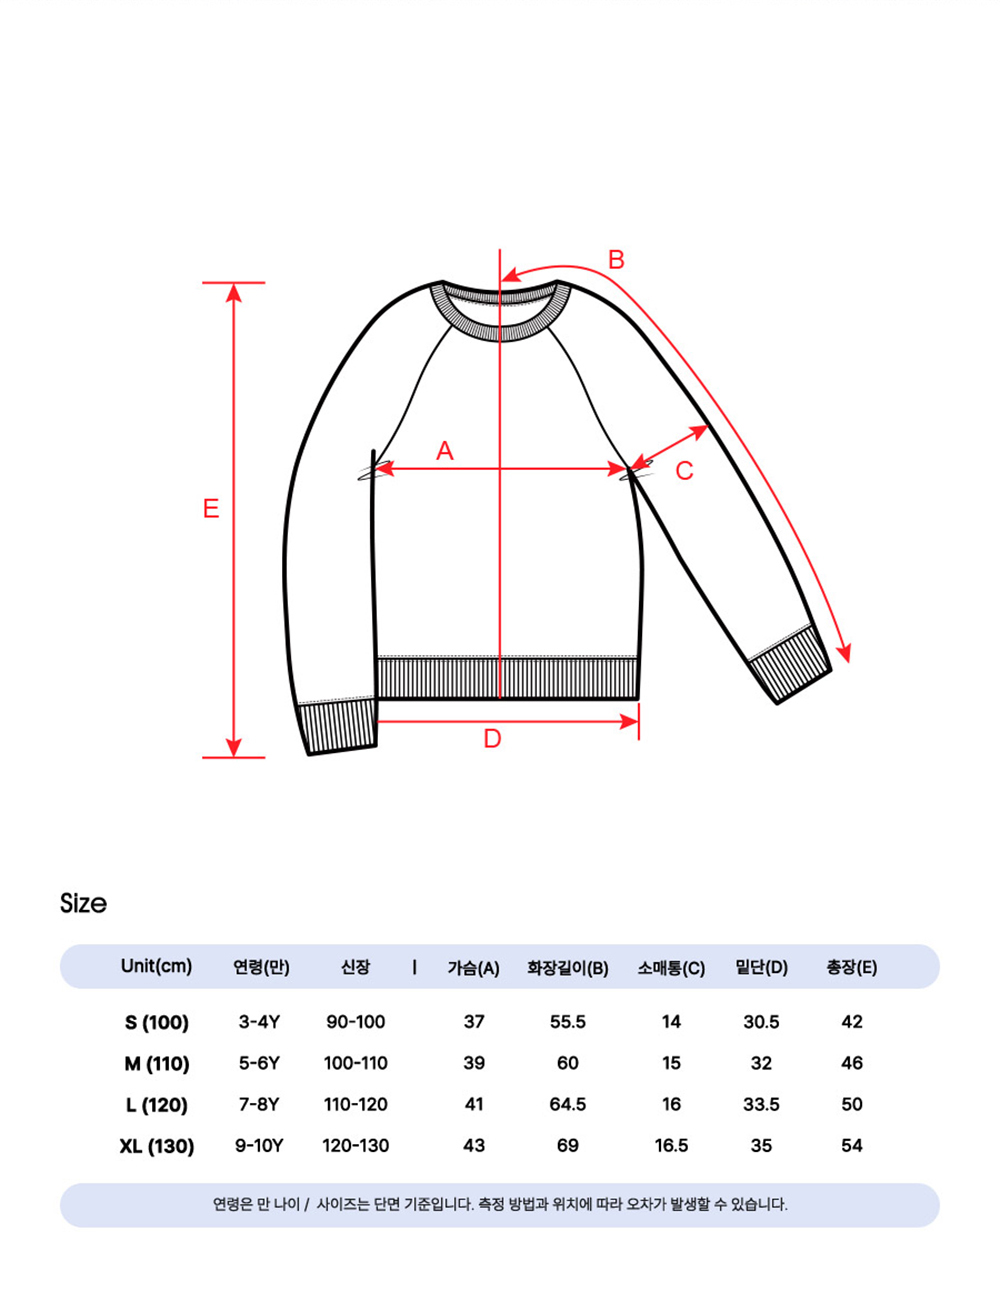 B
A
C
E
D
Size
Unit(cm) 연령(만) 신장 | 가슴(A) 화장길이(B) 소매통(C) 밑단(D) 총장(E)
S (100) 3-4Y 90-100 37 55.5 14 30.5 42
M (110) 5-6Y 100-110 39 60 15 32 46
L (120) 7-8Y 110-120 41 64.5 16 33.5 50
XL (130) 9-10Y 120-130 43 69 16.5 35 54
연령은 만 나이 / 사이즈는 단면 기준입니다. 측정 방법과 위치에 따라 오차가 발생할 수 있습니다.